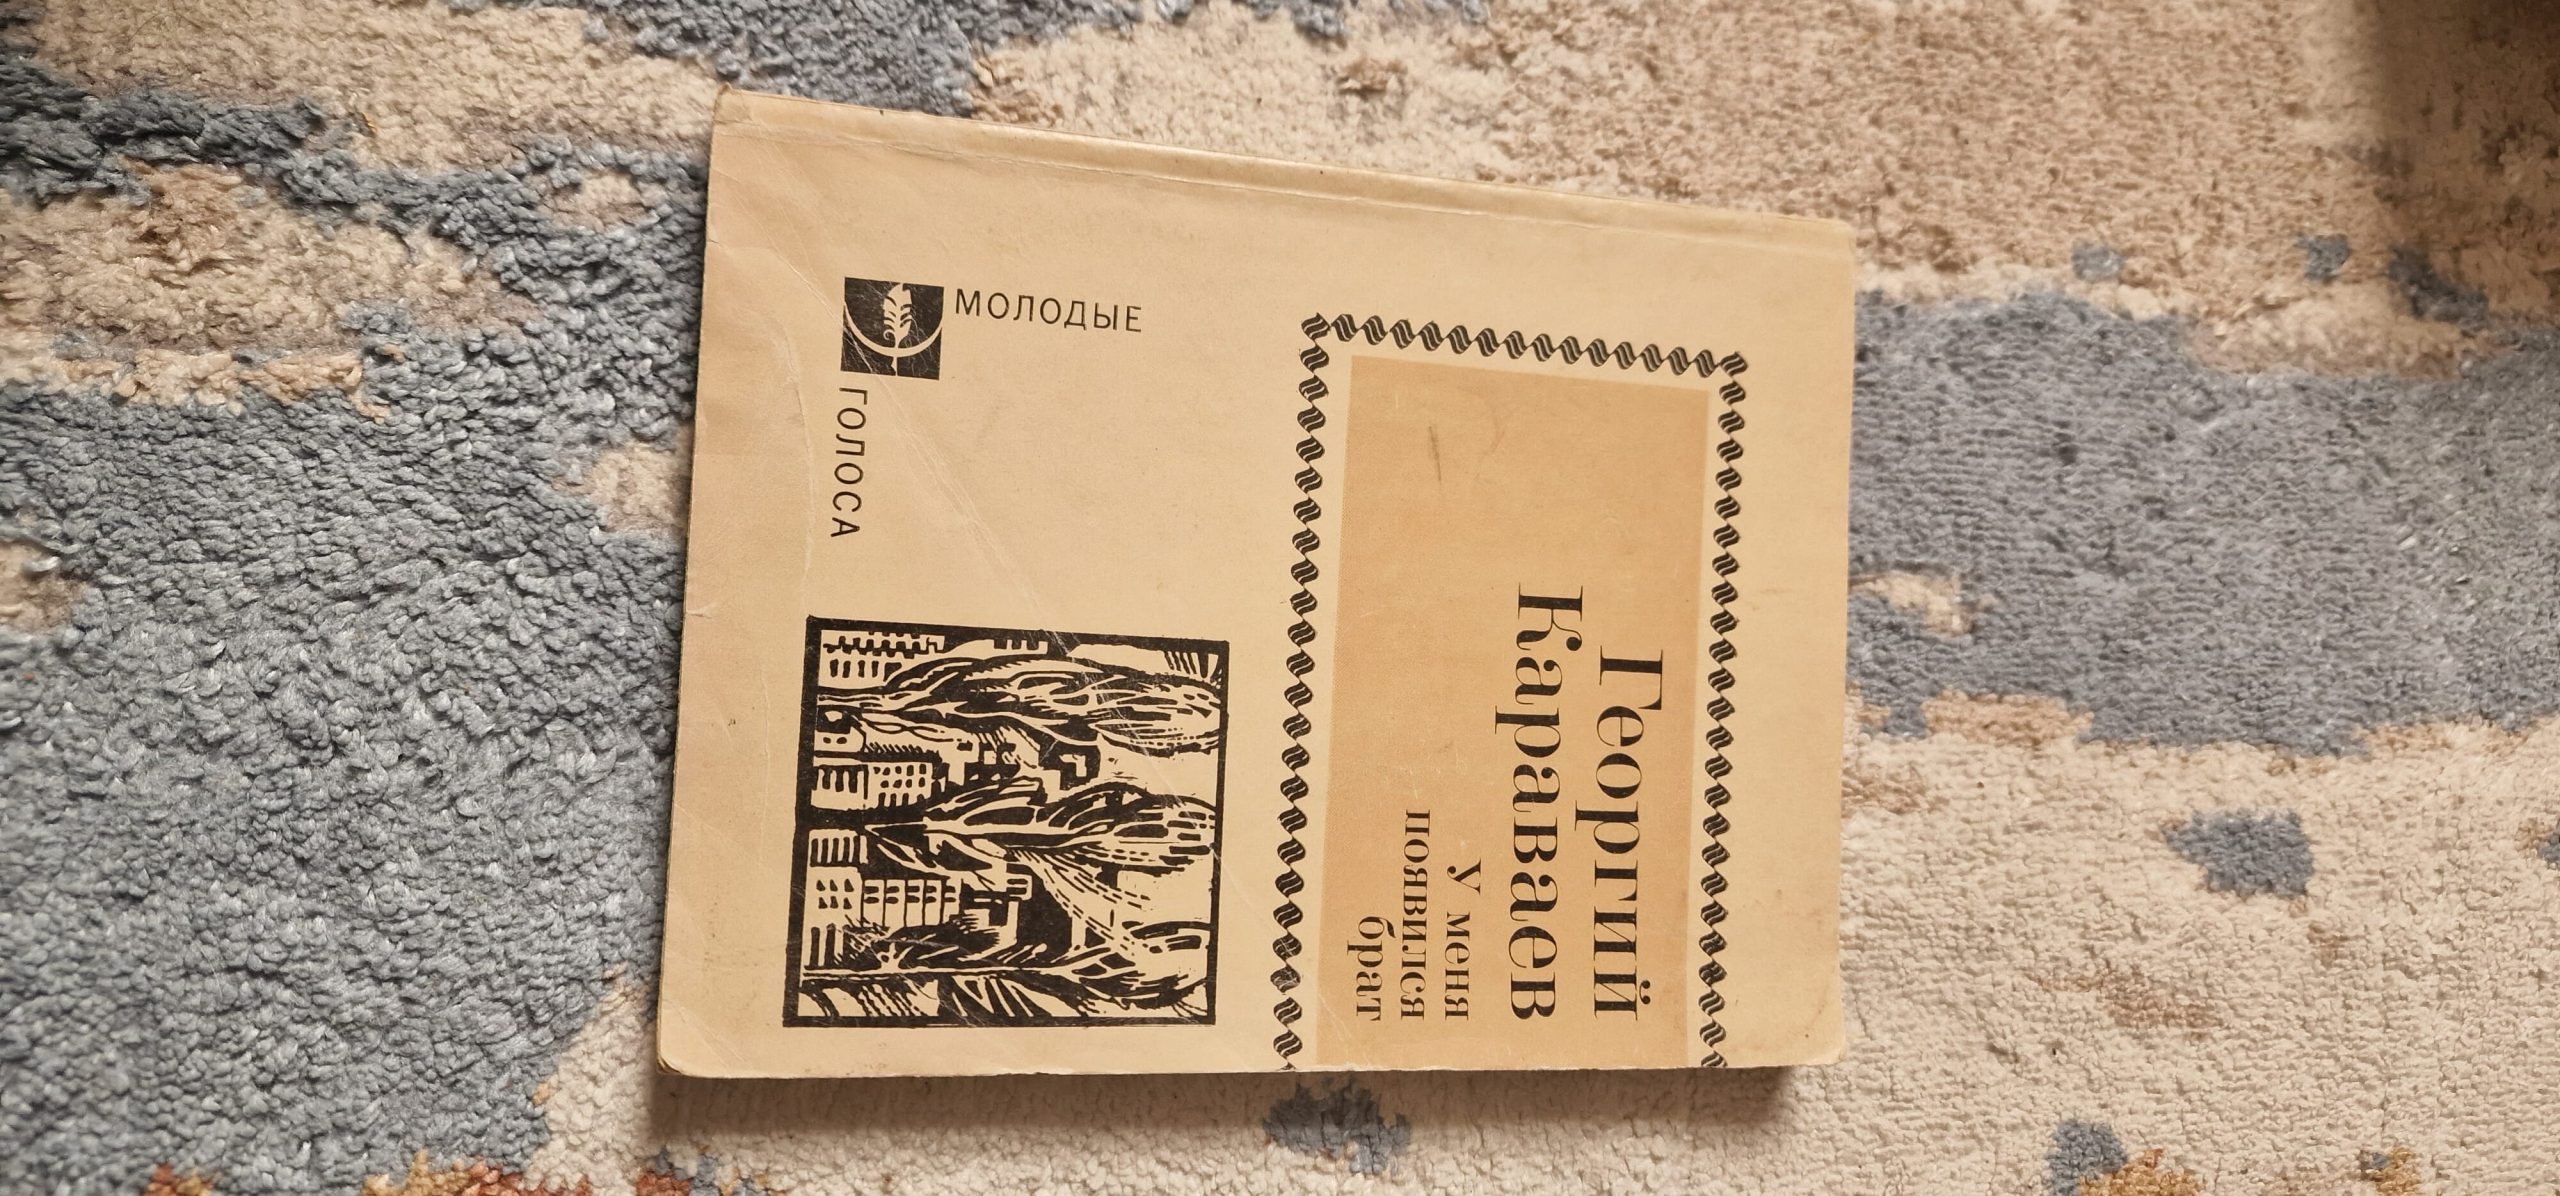 Георгий
Караваев
У меня
появился
брат
МОЛОДЫЕ
ГОЛОСА